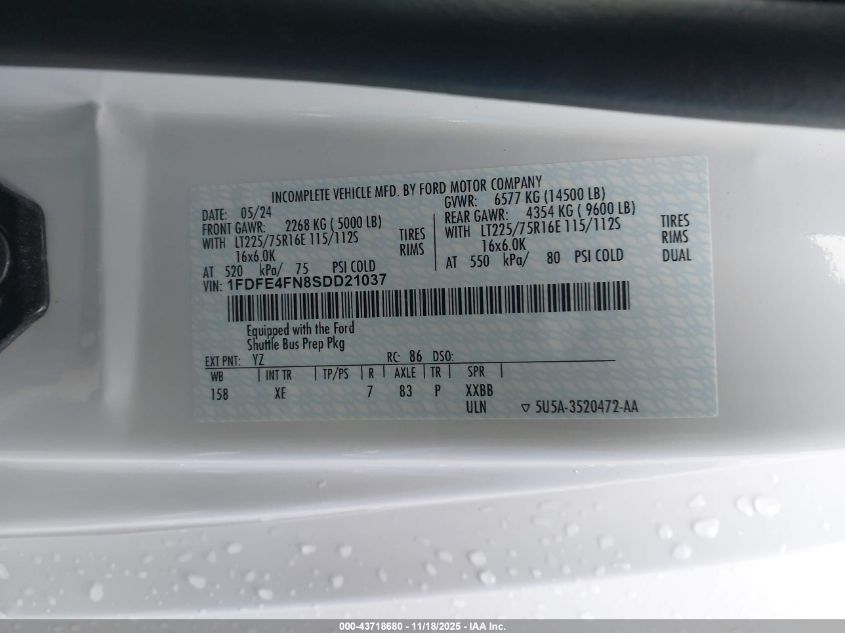 INCOMPLETE VEHICLE MFD. BY FORD MOTOR COMPANY
DATE: 05/24 GVWR: 6577 KG (14500 LB)
FRONT GAWR: 2268 KG ( 5000 LB) REAR GAWR: 4354 KG ( 9600 LB)
WITH LT225/75R16E 115/112S TIRES WITH LT225/75R16E 115/112S TIRES
16x6.0K RIMS 16x6.0K RIMS
AT 520 kPa/ 75 PSI COLD AT 550 kPa/ 80 PSI COLD DUAL
VIN: 1FDFE4FN8SDD21037
Equipped with the Ford
Shuttle Bus Prep Pkg
EXT PNT: YZ RC: 86 DSO:
WB | INT TR | TP/PS | R | AXLE | TR | SPR |
158 XE 7 83 P XXBB
ULN ▽ 5U5A-3520472-AA
000-43718680 - 11/18/2025 - IAA Inc.